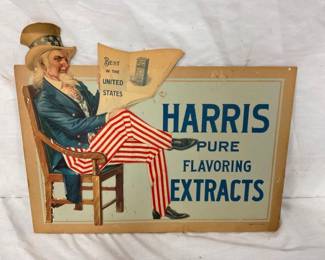 Best
IN THE
UNITED
STATES
HARRIS
PURE
FLAVORING
EXTRACTS